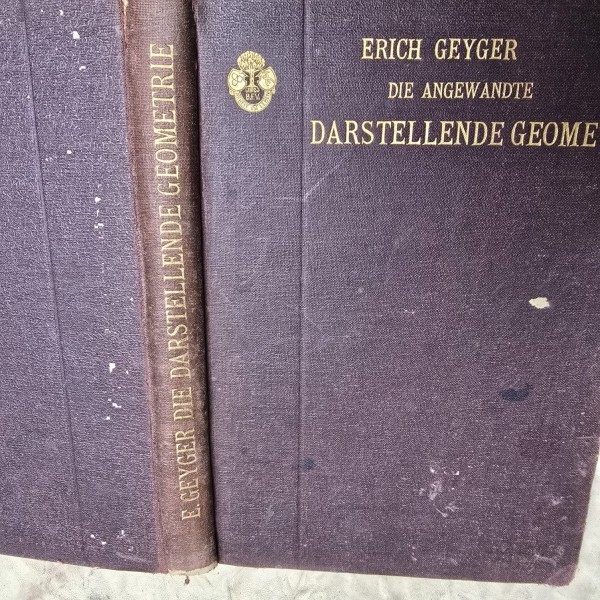 E. GEYGER DIE DARSTELLENDE GEOMETRIE
B.F.V.
ERICH GEYGER
DIE ANGEWANDTE
DARSTELLENDE GEOME